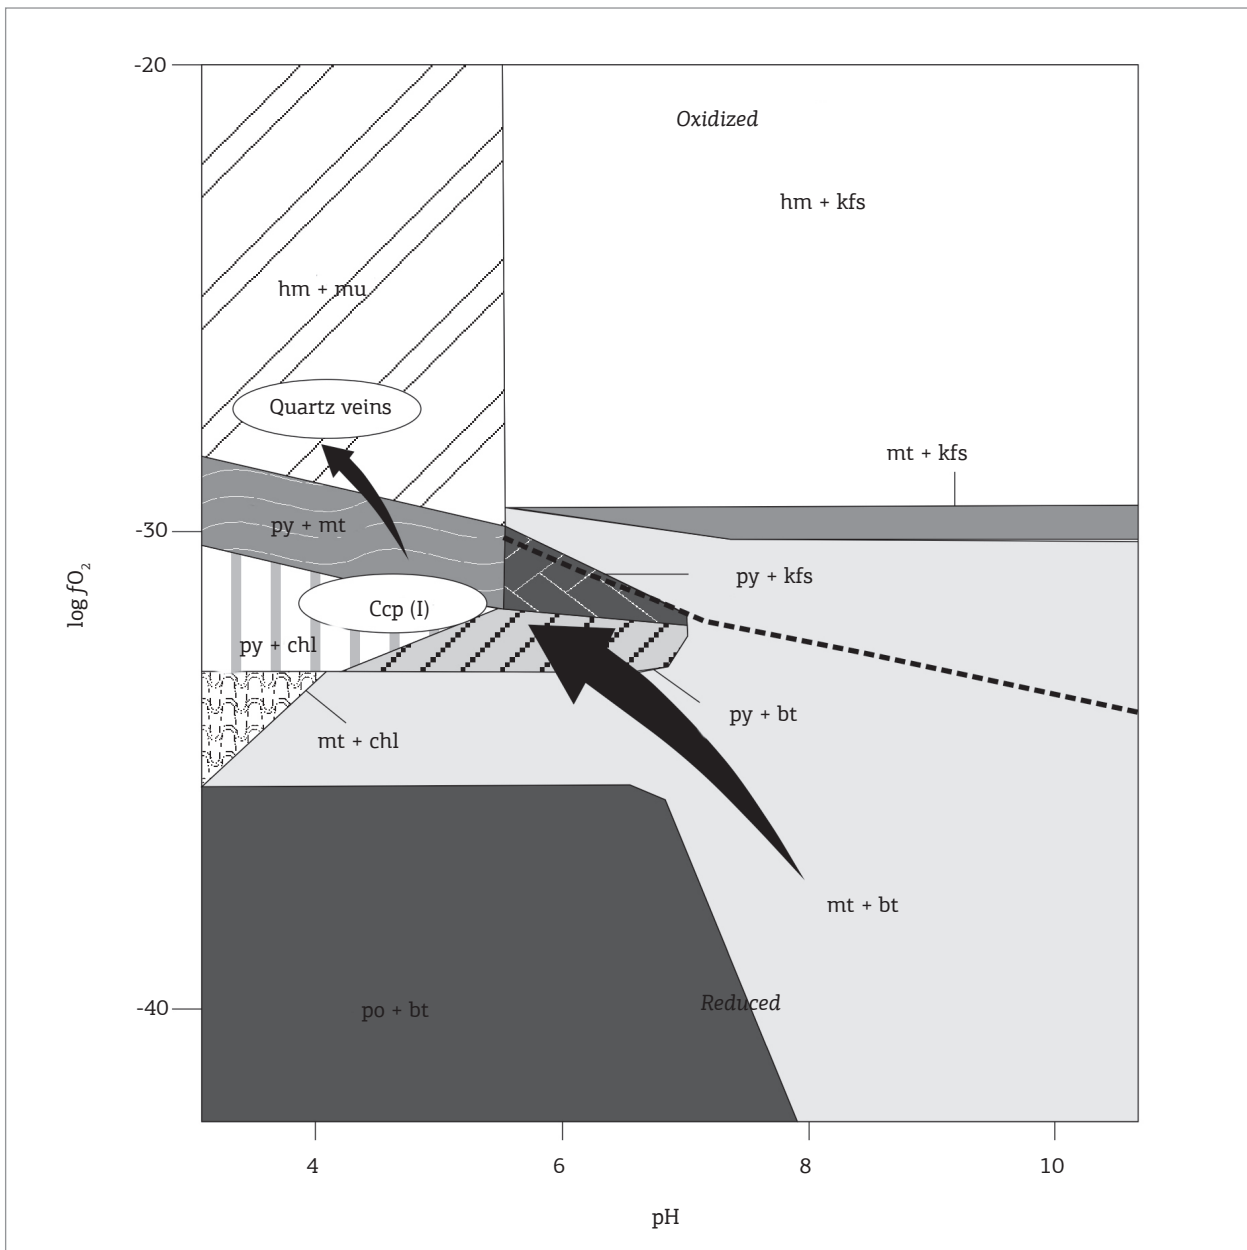 -20
Oxidized
hm + kfs
hm + mu
Quartz veins
mt + kfs
py + mt
-30
py + kfs
log fO2
Ccp (I)
py + chl
py + bt
mt + chl
mt + bt
Reduced
-40
po + bt
4
6
8
10
pH